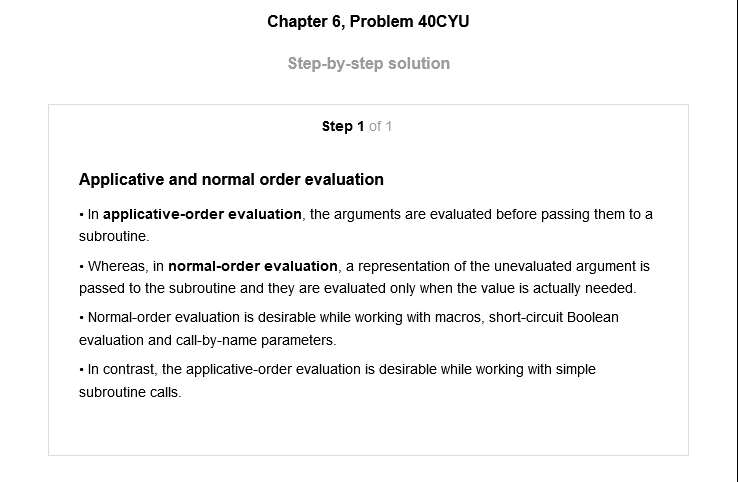 Chapter 6, Problem 40CYU
Step-by-step solution
Step 1 of 1
Applicative and normal order evaluation
• In applicative-order evaluation, the arguments are evaluated before passing them to a
subroutine.
• Whereas, in normal-order evaluation, a representation of the unevaluated argument is
passed to the subroutine and they are evaluated only when the value is actually needed.
• Normal-order evaluation is desirable while working with macros, short-circuit Boolean
evaluation and call-by-name parameters.
• In contrast, the applicative-order evaluation is desirable while working with simple
subroutine calls.